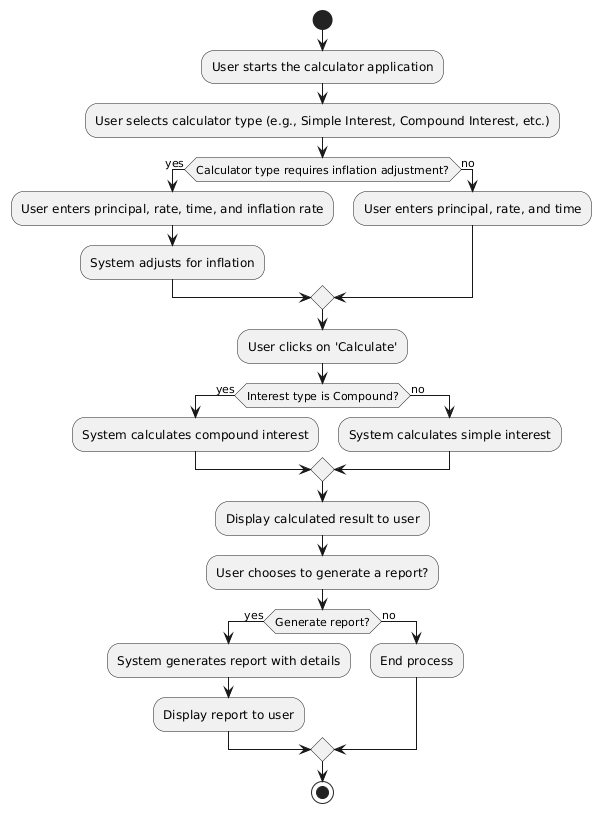 User starts the calculator application
User selects calculator type (e.g., Simple Interest, Compound Interest, etc.)
yes
Calculator type requires inflation adjustment?
no
User enters principal, rate, time, and inflation rate
User enters principal, rate, and time
System adjusts for inflation
User clicks on 'Calculate'
yes
Interest type is Compound?
no
System calculates compound interest
System calculates simple interest
Display calculated result to user
User chooses to generate a report?
yes
Generate report?
no
System generates report with details
End process
Display report to user